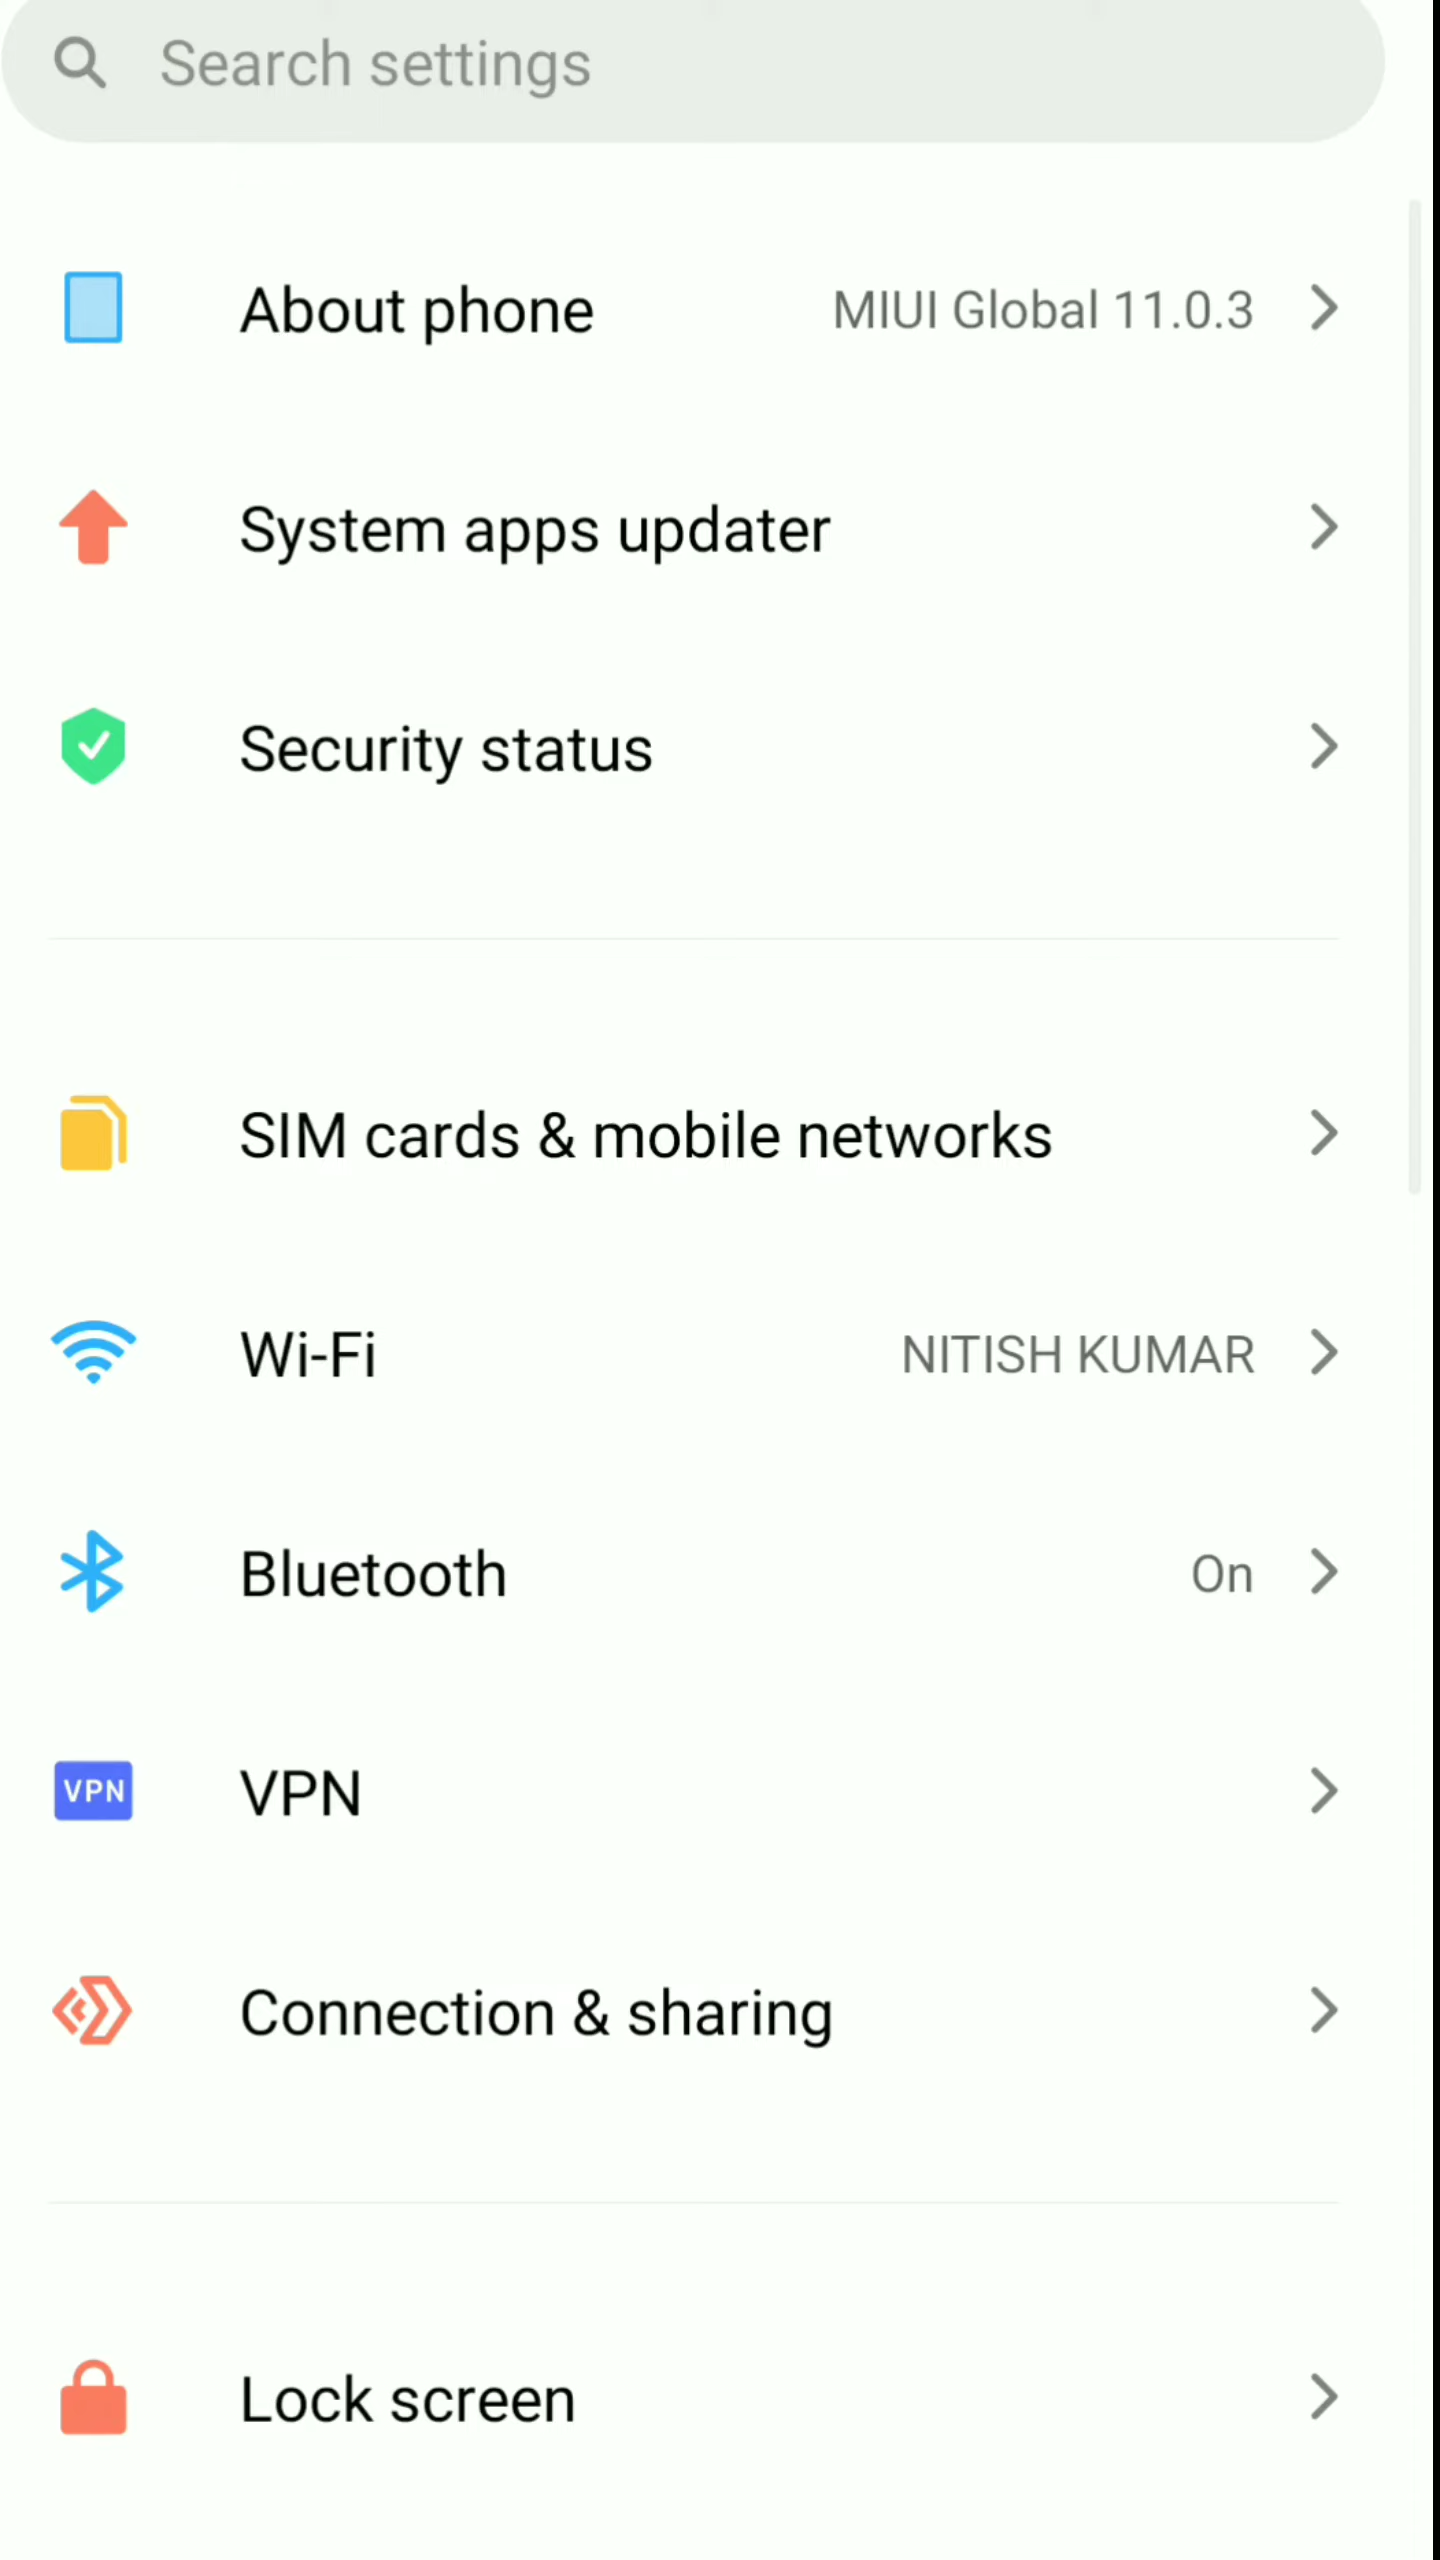 Search settings
About phone MIUI Global 11.0.3
System apps updater
Security status
SIM cards & mobile networks
Wi-Fi NITISH KUMAR
Bluetooth On
VPN VPN
Connection & sharing
Lock screen